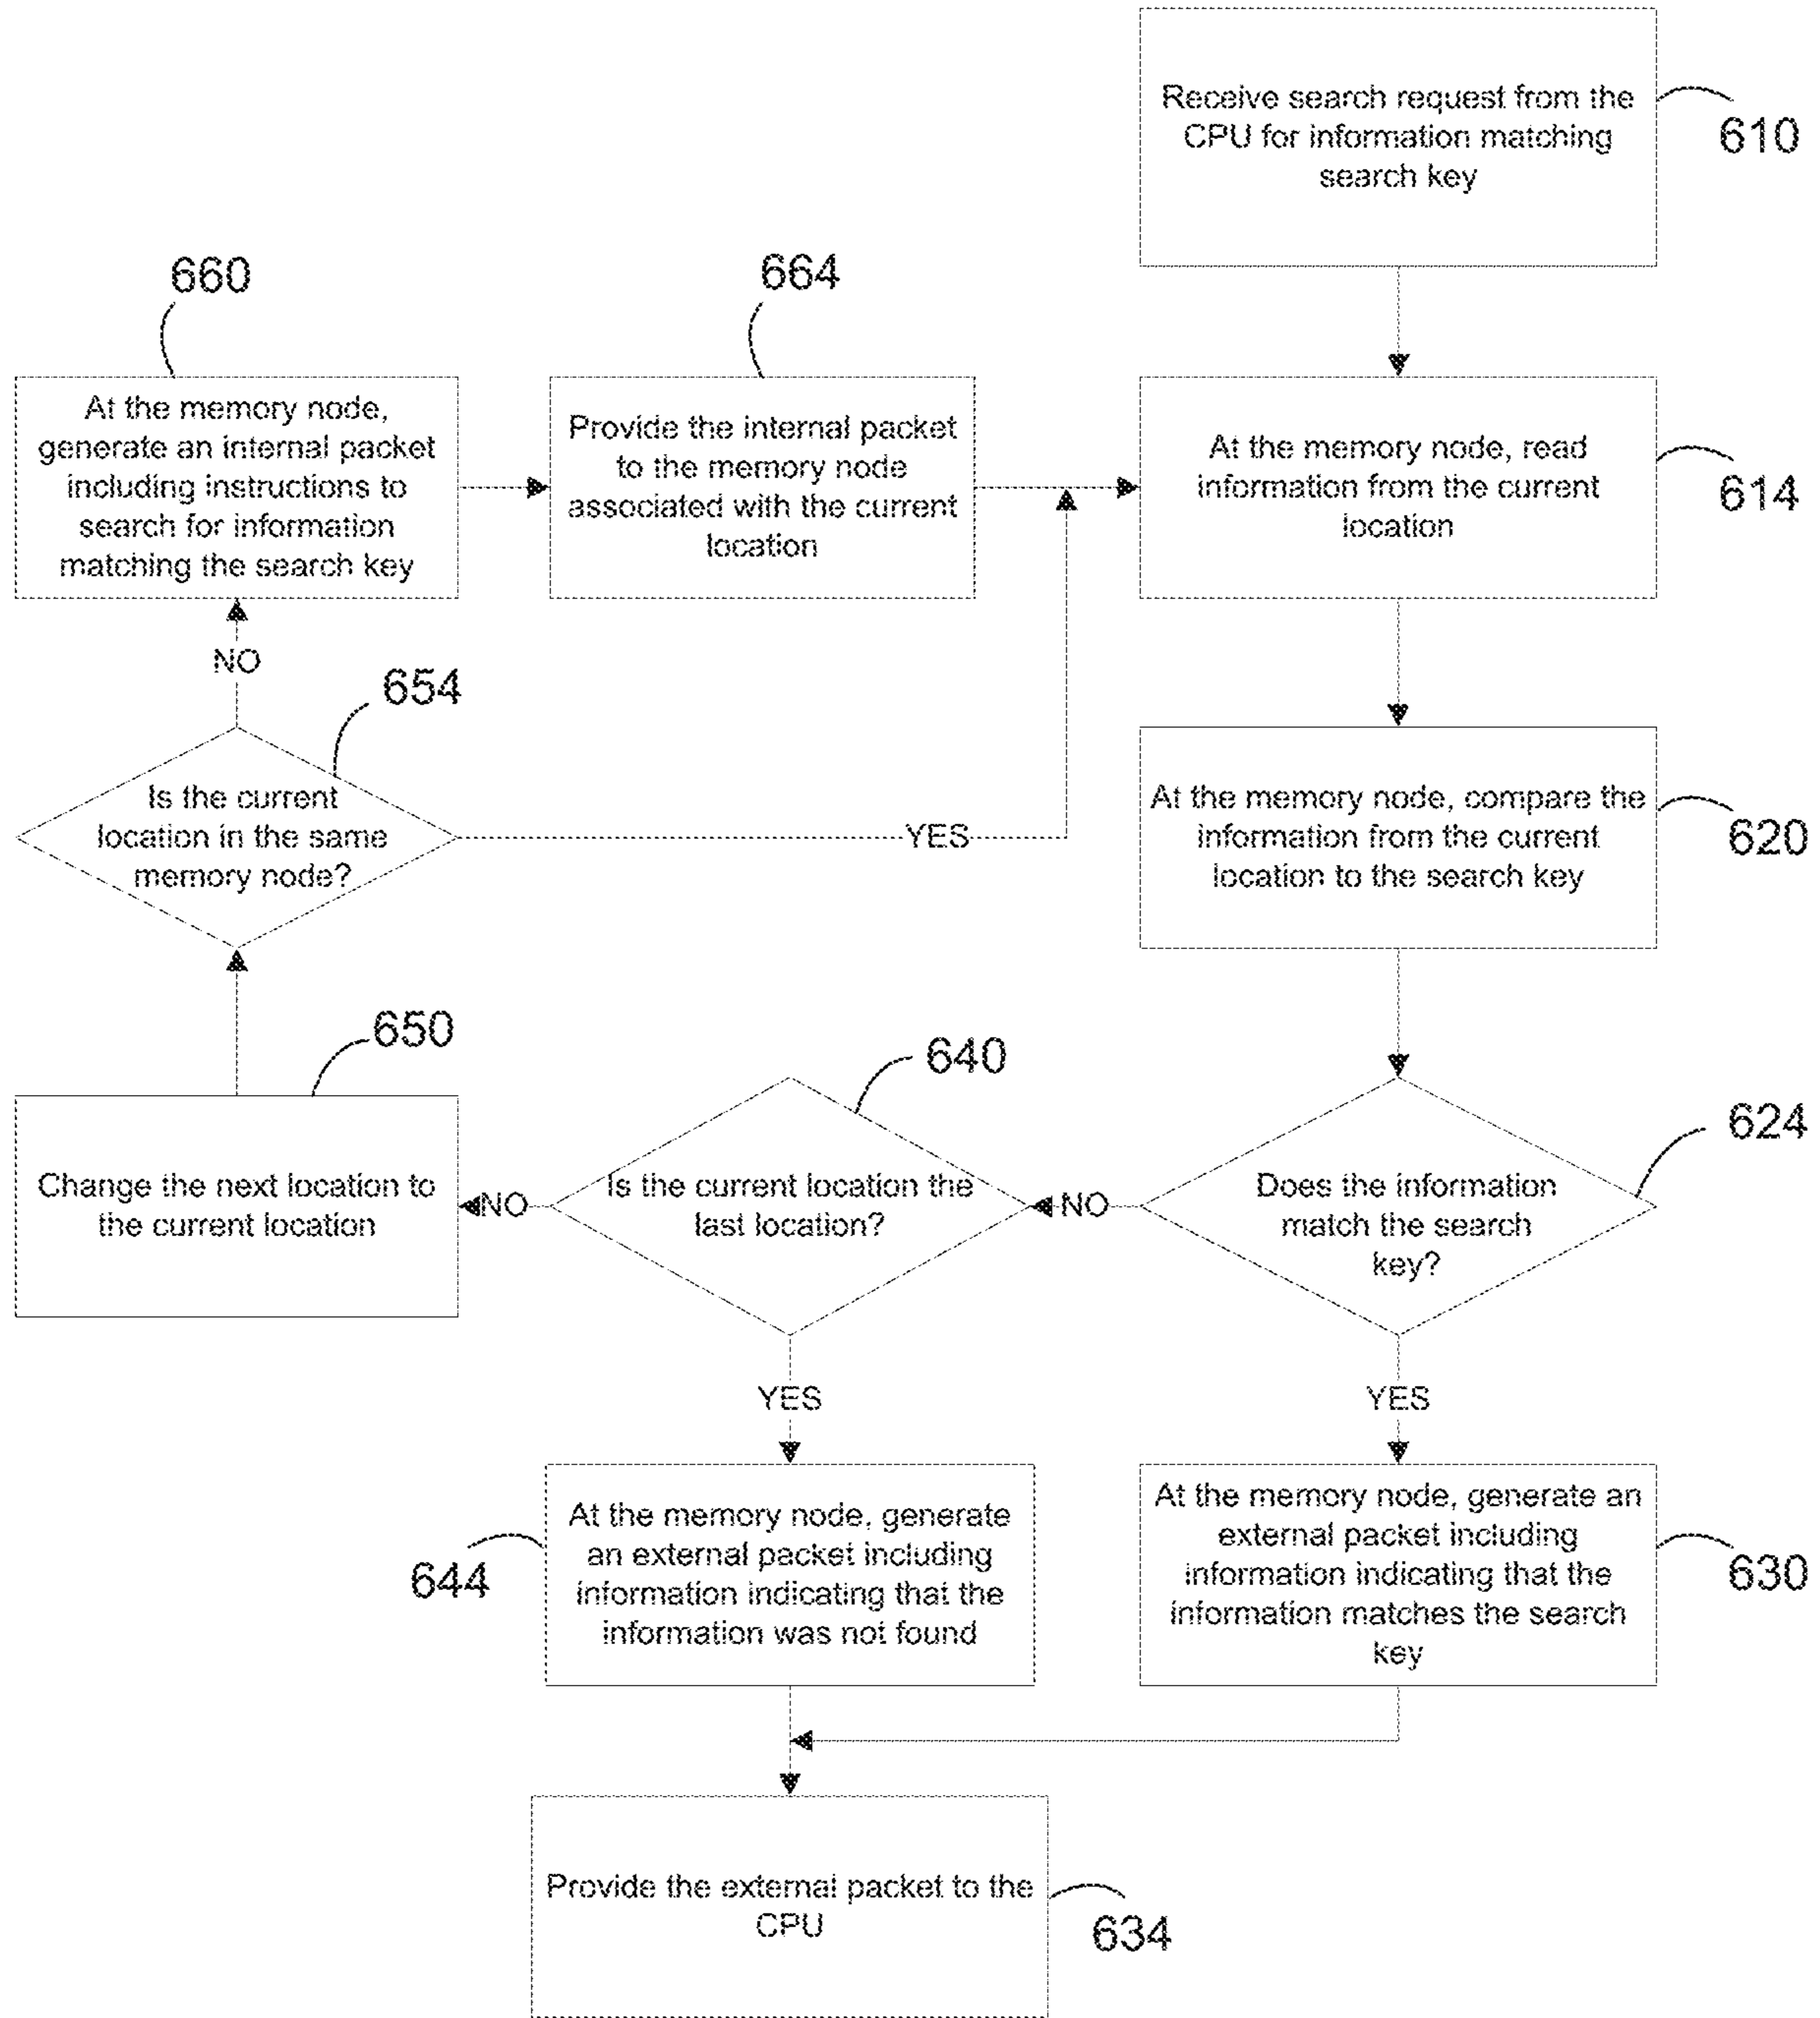 Receive search request from the
CPU for information matching
search key
610
660
At the memory node,
generate an internal packet
including instructions to
search for information
matching the search key
664
Provide the internal packet
to the memory node
associated with the current
location
At the memory node, read
information from the current
location
614
NO
654
Is the current
location in the same
memory node?
YES
At the memory node, compare the
information from the current
location to the search key
620
650
Change the next location to
the current location
NO
640
Is the current location the
last location?
NO
624
Does the information
match the search
key?
YES
YES
At the memory node, generate
an external packet including
information indicating that the
information was not found
644
At the memory node, generate an
external packet including
information indicating that the
information matches the search
key
630
Provide the external packet to the
CPU
634